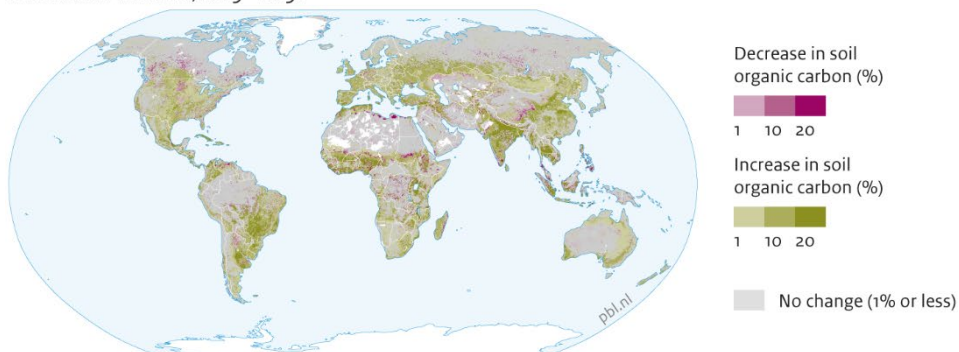 Decrease in soil
organic carbon (%)
1 10 20
Increase in soil
organic carbon (%)
1 10 20
No change (1% or less)
pbl.nl